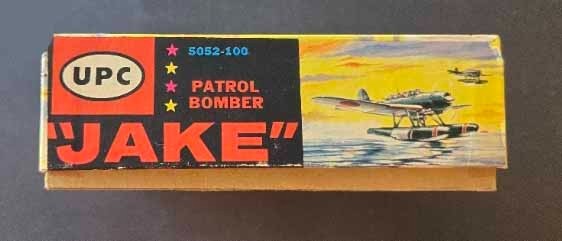 UPC
5052-100
PATROL
BOMBER
"JAKE"